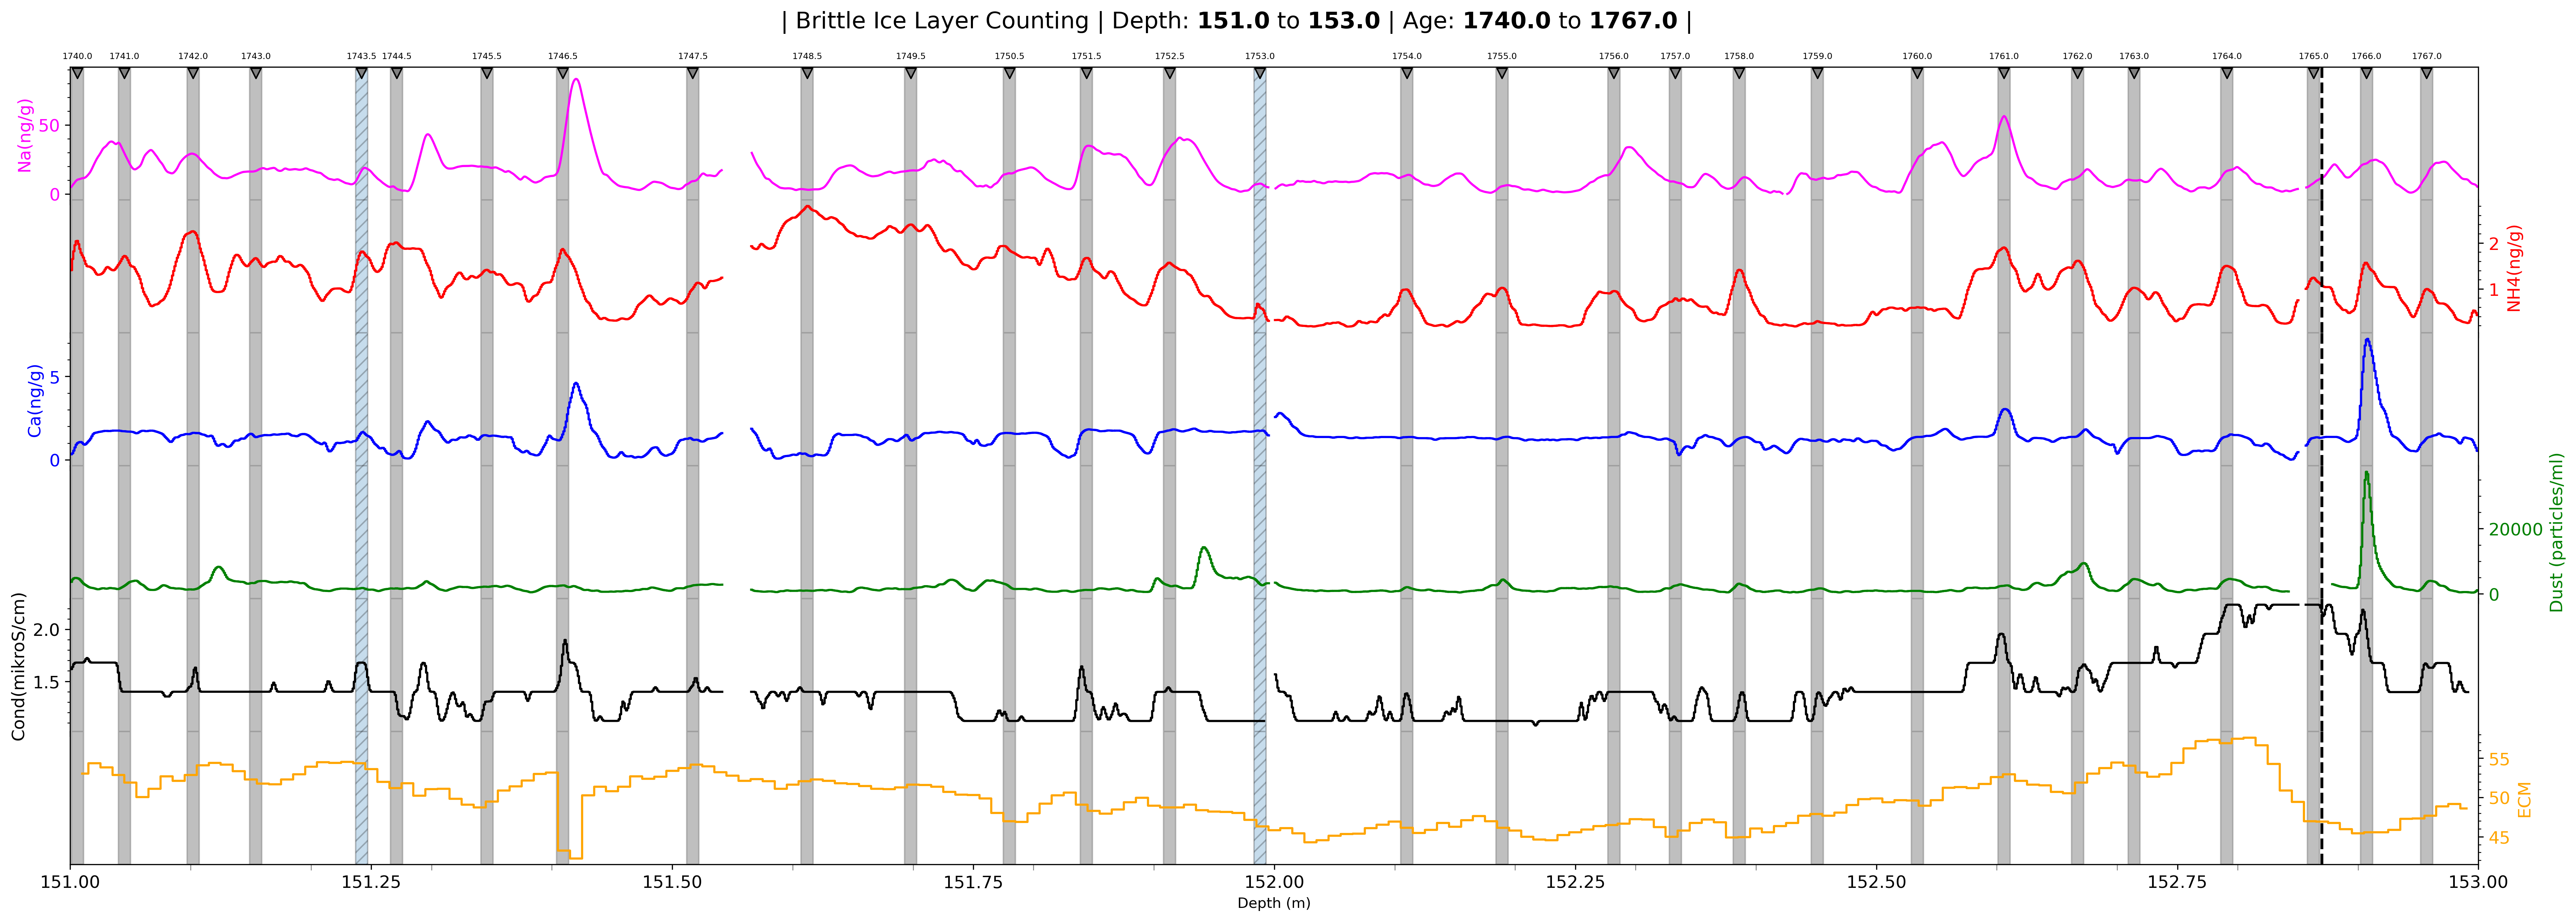 | Brittle Ice Layer Counting | Depth: 151.0 to 153.0 | Age: 1740.0 to 1767.0 |
1740.0 1741.0 1742.0 1743.0 1743.5 1744.5 1745.5 1746.5 1747.5 1748.5 1749.5 1750.5 1751.5 1752.5 1753.0 1754.0 1755.0 1756.0 1757.0 1758.0 1759.0 1760.0 1761.0 1762.0 1763.0 1764.0 1765.0 1766.0 1767.0
Na(ng/g)
50
0
NH4(ng/g)
2
1
Ca(ng/g)
5
0
Dust (particles/ml)
20000
0
Cond(mikroS/cm)
2.0
1.5
ECM
55
50
45
151.00 151.25 151.50 151.75 152.00 152.25 152.50 152.75 153.00
Depth (m)